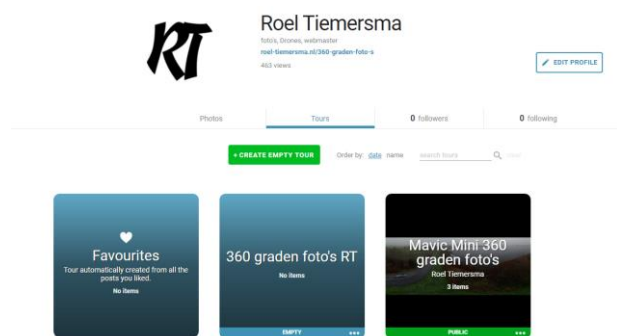 RT
Roel Tiemersma
foto's, Drones, webmaster
roel-tiemersma.nl/360-graden-foto-s
463 views
EDIT PROFILE
Photos Tours 0 followers 0 following
+ CREATE EMPTY TOUR Order by: date name search tours clear
Favourites
Tour automatically created from all the
posts you liked.
No items
360 graden foto's RT
No items
EMPTY
Mavic Mini 360
graden foto's
Roel Tiemersma
3 items
PUBLIC